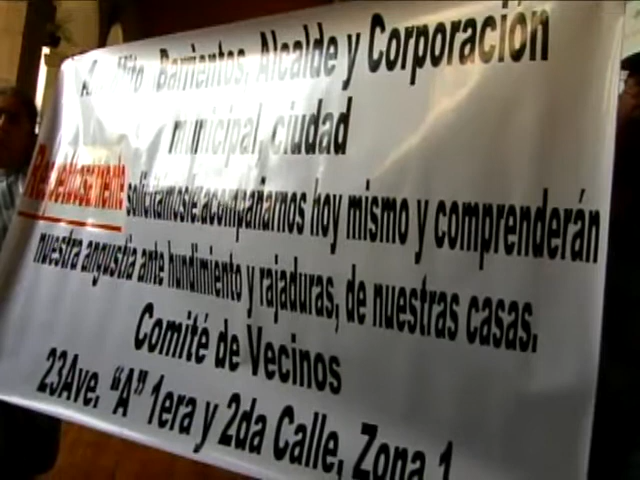 Barrientos, Alcalde y Corporación
municipal, ciudad
Respetuosamente solicitamos acompañarnos hoy mismo y comprenderán
nuestra angustia ante hundimiento y rajaduras, de nuestras casas.
Comité de Vecinos
23Ave. “A” 1era y 2da Calle, Zona 1